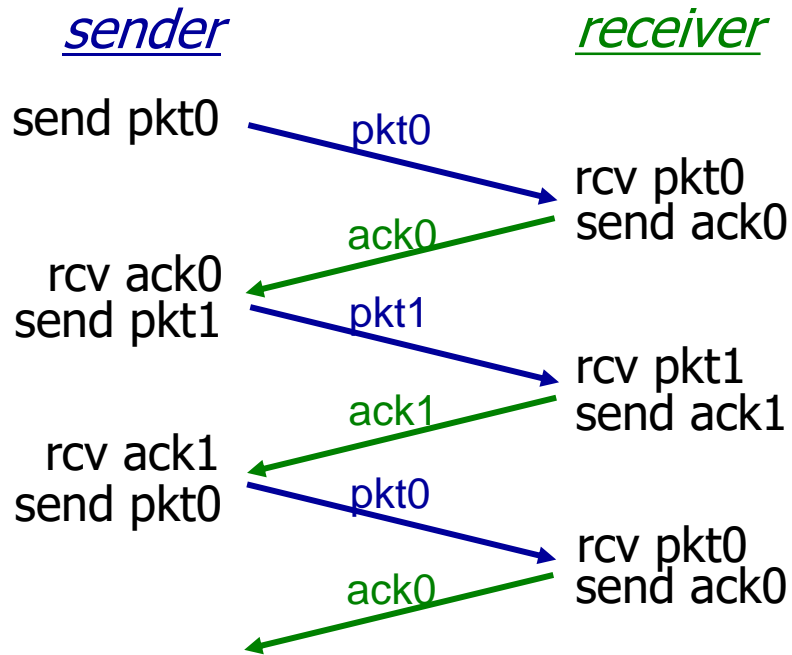 sender
receiver
send pkt0
pkt0
rcv pkt0
send ack0
ack0
rcv ack0
send pkt1
pkt1
rcv pkt1
send ack1
ack1
rcv ack1
send pkt0
pkt0
rcv pkt0
send ack0
ack0